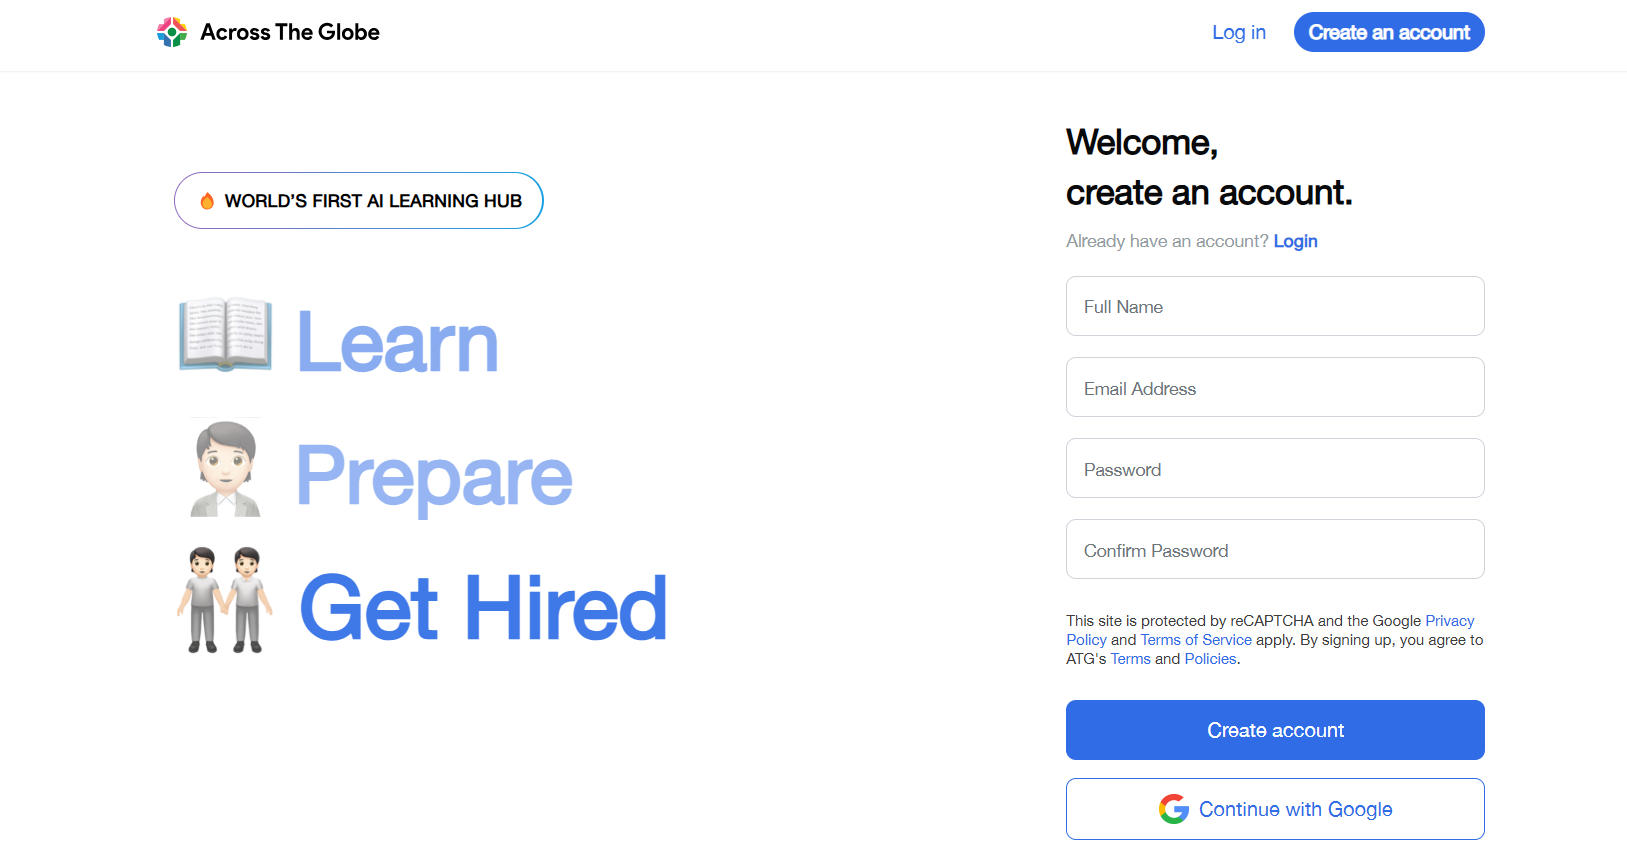 Across The Globe
Log in
Create an account
WORLD'S FIRST AI LEARNING HUB
Learn
Prepare
Get Hired
Welcome,
create an account.
Already have an account? Login
Full Name
Email Address
Password
Confirm Password
This site is protected by reCAPTCHA and the Google Privacy
Policy and Terms of Service apply. By signing up, you agree to
ATG's Terms and Policies.
Create account
Continue with Google